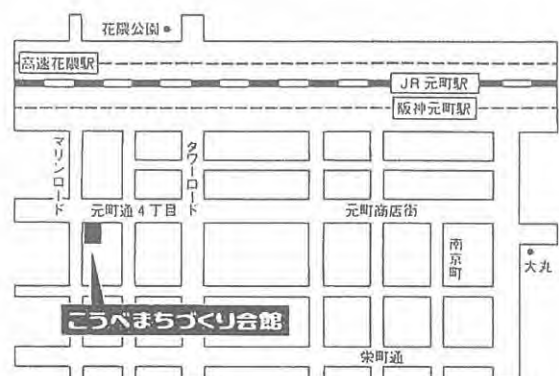 花隈公園
高速花隈駅
JR 元町駅
阪神元町駅
マリンロード
タワーロード
元町通4丁目
元町商店街
南京町
大丸
こうべまちづくり会館
栄町通